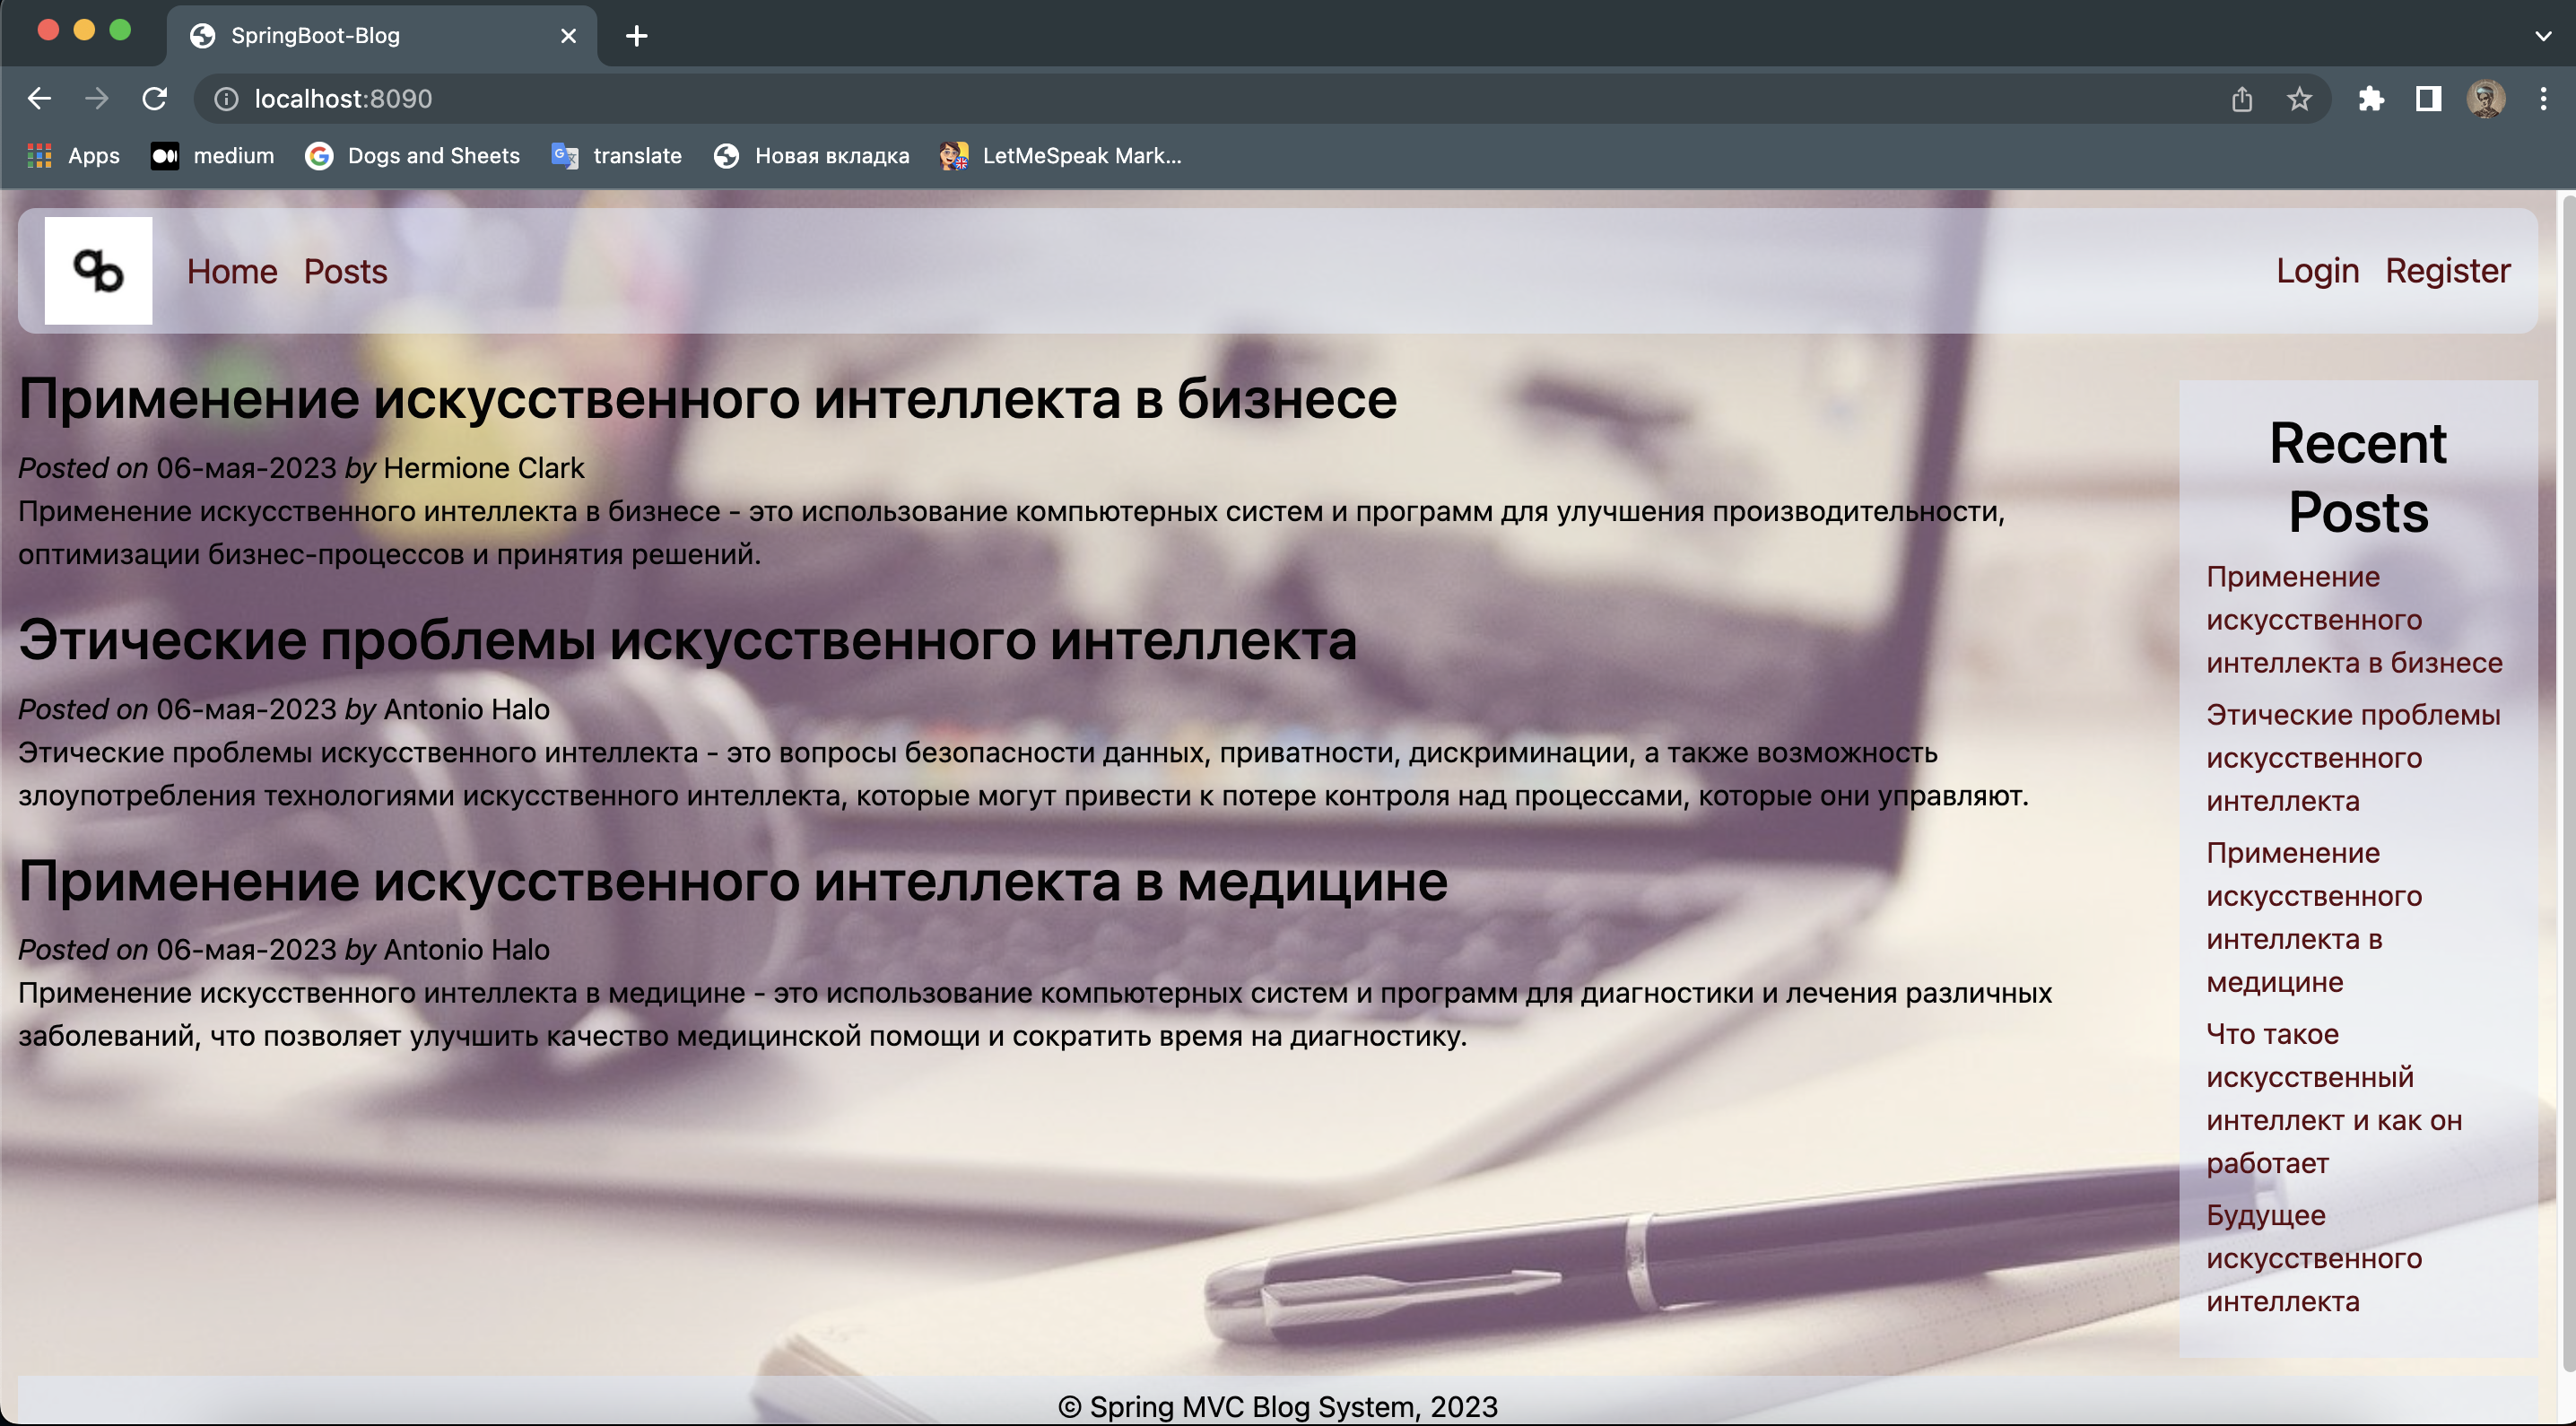 SpringBoot-Blog
localhost:8090
Apps
medium
Dogs and Sheets
translate
Новая вкладка
LetMeSpeak Mark...
Home
Posts
Login
Register
Применение искусственного интеллекта в бизнесе
Posted on 06-мая-2023 by Hermione Clark
Применение искусственного интеллекта в бизнесе - это использование компьютерных систем и программ для улучшения производительности,
оптимизации бизнес-процессов и принятия решений.
Этические проблемы искусственного интеллекта
Posted on 06-мая-2023 by Antonio Halo
Этические проблемы искусственного интеллекта - это вопросы безопасности данных, приватности, дискриминации, а также возможность
злоупотребления технологиями искусственного интеллекта, которые могут привести к потере контроля над процессами, которые они управляют.
Применение искусственного интеллекта в медицине
Posted on 06-мая-2023 by Antonio Halo
Применение искусственного интеллекта в медицине - это использование компьютерных систем и программ для диагностики и лечения различных
заболеваний, что позволяет улучшить качество медицинской помощи и сократить время на диагностику.
Recent
Posts
Применение
искусственного
интеллекта в бизнесе
Этические проблемы
искусственного
интеллекта
Применение
искусственного
интеллекта в
медицине
Что такое
искусственный
интеллект и как он
работает
Будущее
искусственного
интеллекта
© Spring MVC Blog System, 2023